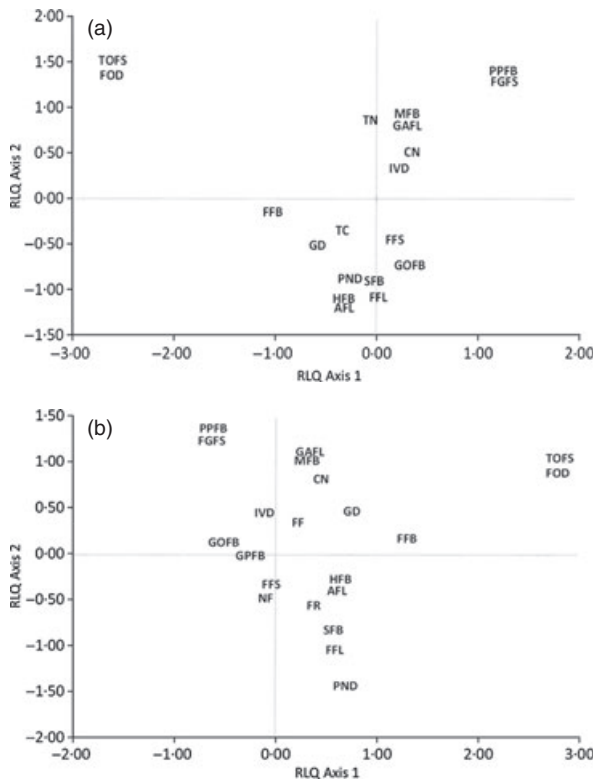 (a)
2·00
TOFS
FOD
PPFB
FGFS
1·50
1·00
MFB
TN
GAFL
RLQ Axis 2
0·50
CN
IVD
0·00
FFB
TC
FFS
−0·50
GD
GOFB
PND
SFB
−1·00
HFB
FFL
AFL
−1·50
−3·00 −2·00 −1·00 0·00 1·00 2·00
RLQ Axis 1
(b)
1·50
PPFB
FGFS
GAFL
MFB
TOFS
FOD
1·00
CN
0·50
IVD
GD
FF
RLQ Axis 2
GOFB
FFB
GPFB
0·00
FFS
HFB
AFL
−0·50
NF
FR
SFB
−1·00
FFL
−1·50
PND
−2·00
−2·00 −1·00 0·00 1·00 2·00 3·00
RLQ Axis 1